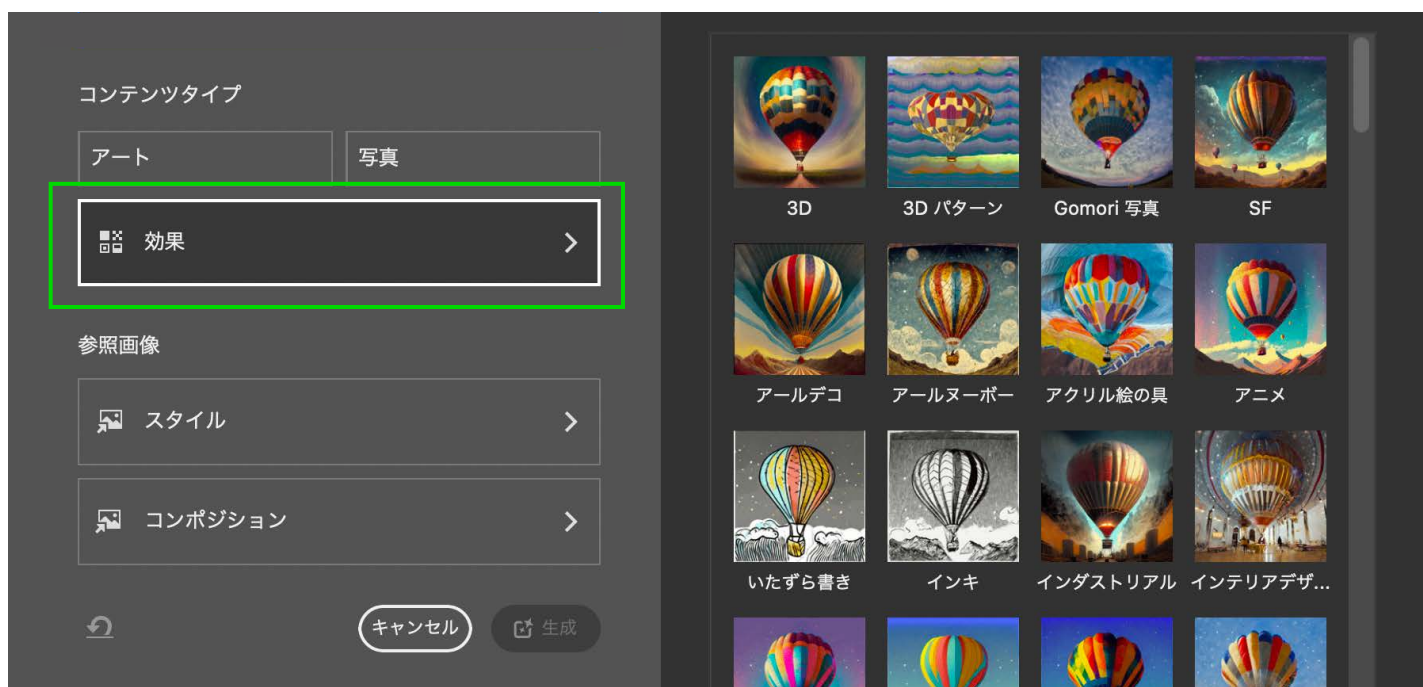 コンテンツタイプ
アート
写真
効果
参照画像
スタイル
コンポジション
キャンセル
生成
3D
3D パターン
Gomori 写真
SF
アールデコ
アールヌーボー
アクリル絵の具
アニメ
いたずら書き
インキ
インダストリアル
インテリアデザ...